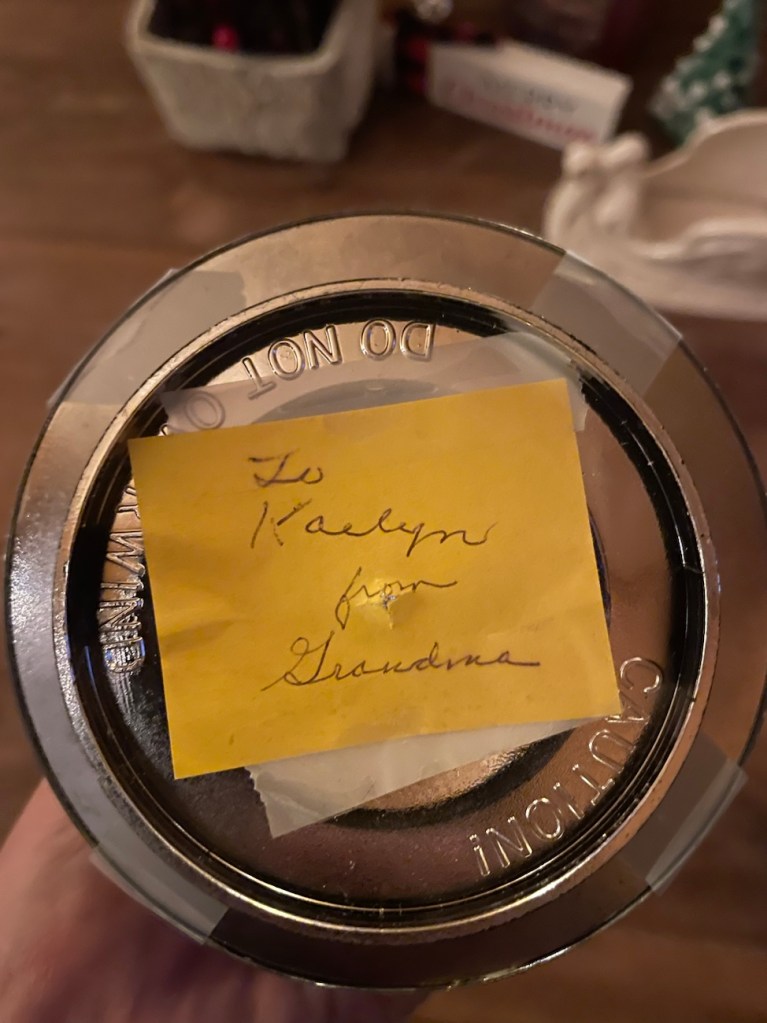 To
Kaelyn
from
Grandma
CAUTION!
DO NOT